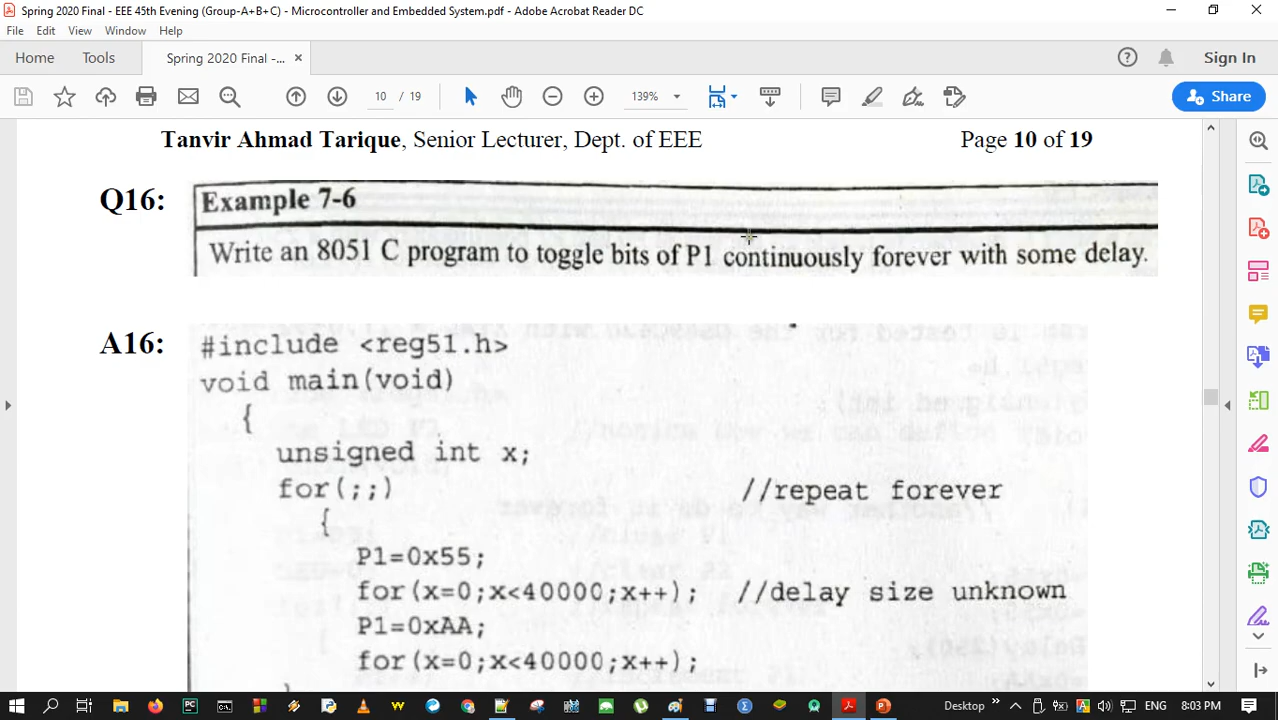 Spring 2020 Final - EEE 45th Evening (Group-A+B+C) - Microcontroller and Embedded System.pdf - Adobe Acrobat Reader DC
File Edit View Window Help
Home Tools Spring 2020 Final -... × Sign In
10 / 19 139% Share
Tanvir Ahmad Tarique, Senior Lecturer, Dept. of EEE Page 10 of 19
Q16: Example 7-6
Write an 8051 C program to toggle bits of P1 continuously forever with some delay.
A16: #include <reg51.h>
void main(void)
{
unsigned int x;
for(;;) //repeat forever
{
P1=0x55;
for(x=0;x<40000;x++); //delay size unknown
P1=0xAA;
for(x=0;x<40000;x++);
Desktop ENG 8:03 PM